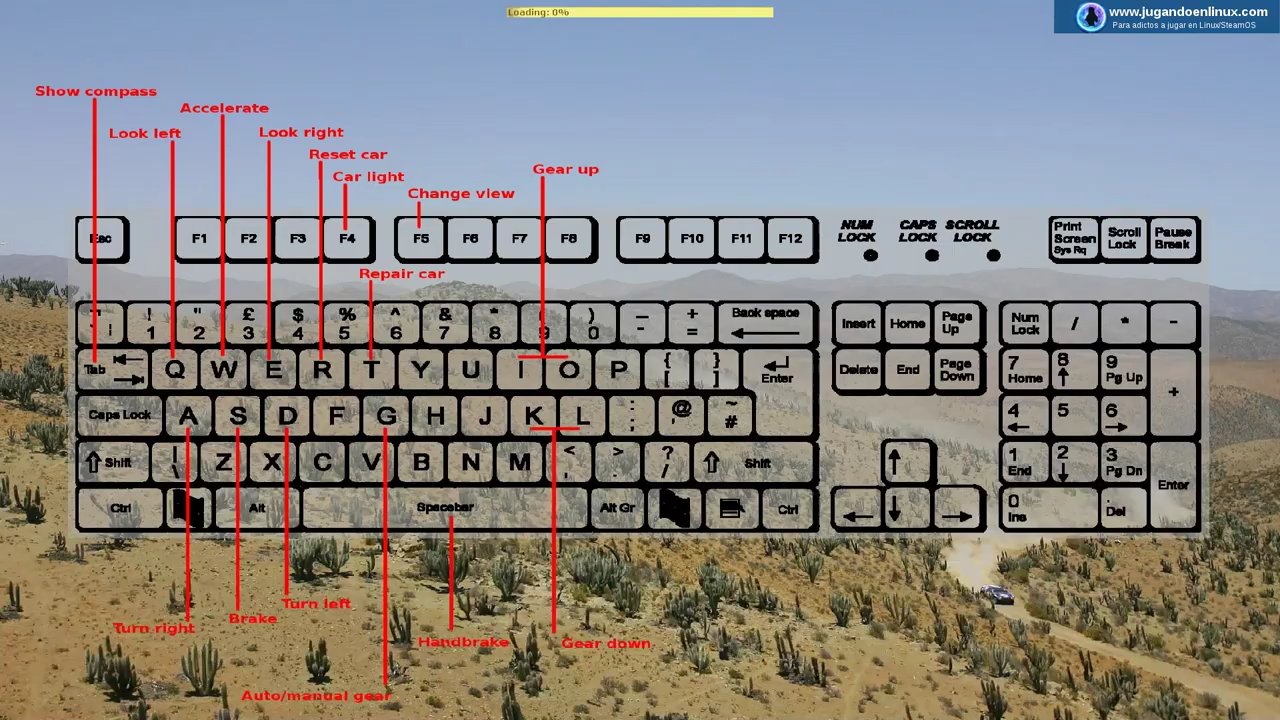 Loading: 0%
www.jugandoenlinux.com
Para adictos a jugar en Linux/SteamOS
Show compass
Accelerate
Look left
Look right
Reset car
Gear up
Car light
Change view
Esc
F1
F2
F3
F4
F5
F6
F7
F8
F9
F10
F11
F12
NUM LOCK
CAPS LOCK
SCROLL LOCK
Print Screen Sys Rq
Scroll Lock
Pause Break
Repair car
! 1
" 2
£ 3
$ 4
% 5
^ 6
& 7
* 8
( 9
) 0
_ -
+ =
Back space
Insert
Home
Page Up
Num Lock
/
*
-
Tab
Q
W
E
R
T
Y
U
I
O
P
{ [
} ]
Enter
Delete
End
Page Down
7 Home
8
9 Pg Up
+
Caps Lock
A
S
D
F
G
H
J
K
L
: ;
@ '
~ #
4
5
6
Shift
| \
Z
X
C
V
B
N
M
< ,
> .
? /
Shift
1 End
2
3 Pg Dn
Enter
Ctrl
Alt
Spacebar
Alt Gr
Ctrl
0 Ins
. Del
Turn left
Brake
Turn right
Handbrake
Gear down
Auto/manual gear